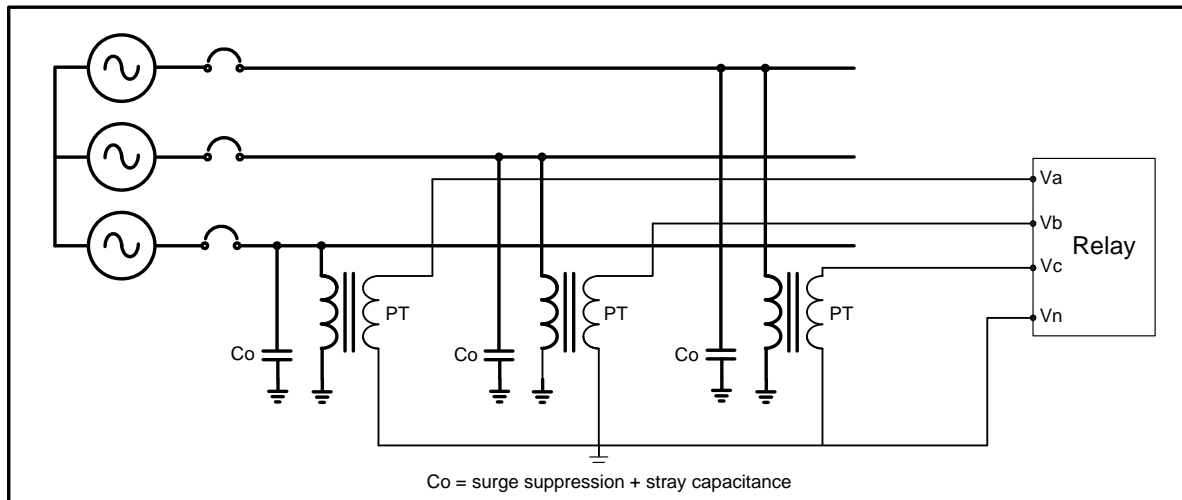 Va
Vb
Relay
Vc
Vn
PT
PT
PT
Co
Co
Co
Co = surge suppression + stray capacitance